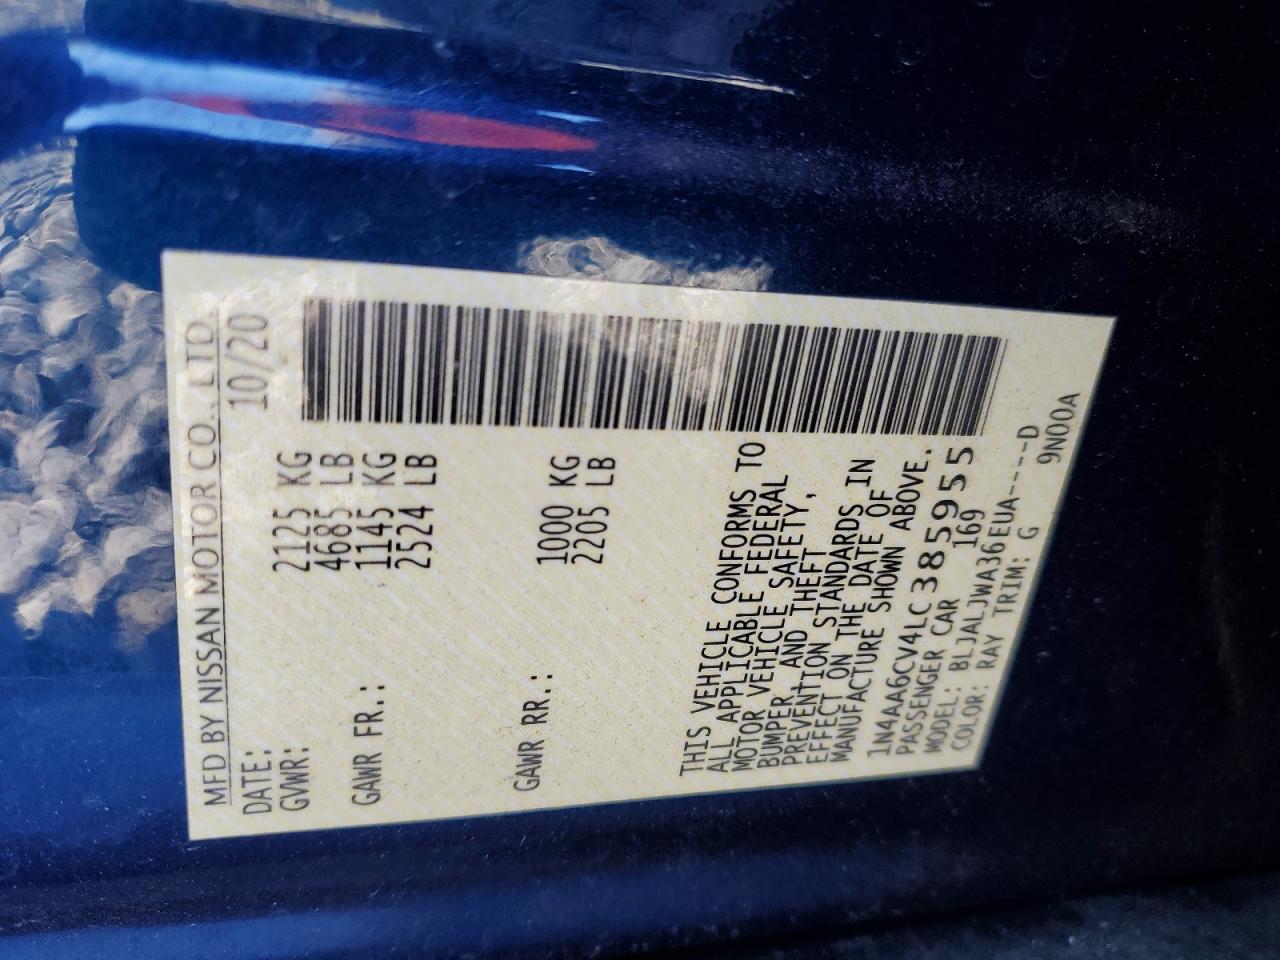 MFD BY NISSAN MOTOR CO.,LTD.
DATE: 10/20
GVWR: 2125 KG
4685 LB
GAWR FR.: 1145 KG
2524 LB
GAWR RR.: 1000 KG
2205 LB
THIS VEHICLE CONFORMS TO
ALL APPLICABLE FEDERAL
MOTOR VEHICLE SAFETY,
BUMPER, AND THEFT
PREVENTION STANDARDS IN
EFFECT ON THE DATE OF
MANUFACTURE SHOWN ABOVE.
1N4AA6CV4LC385955
PASSENGER CAR 169
MODEL: BLJALJWA36EUA----D
COLOR: RAY TRIM: G 9N00A